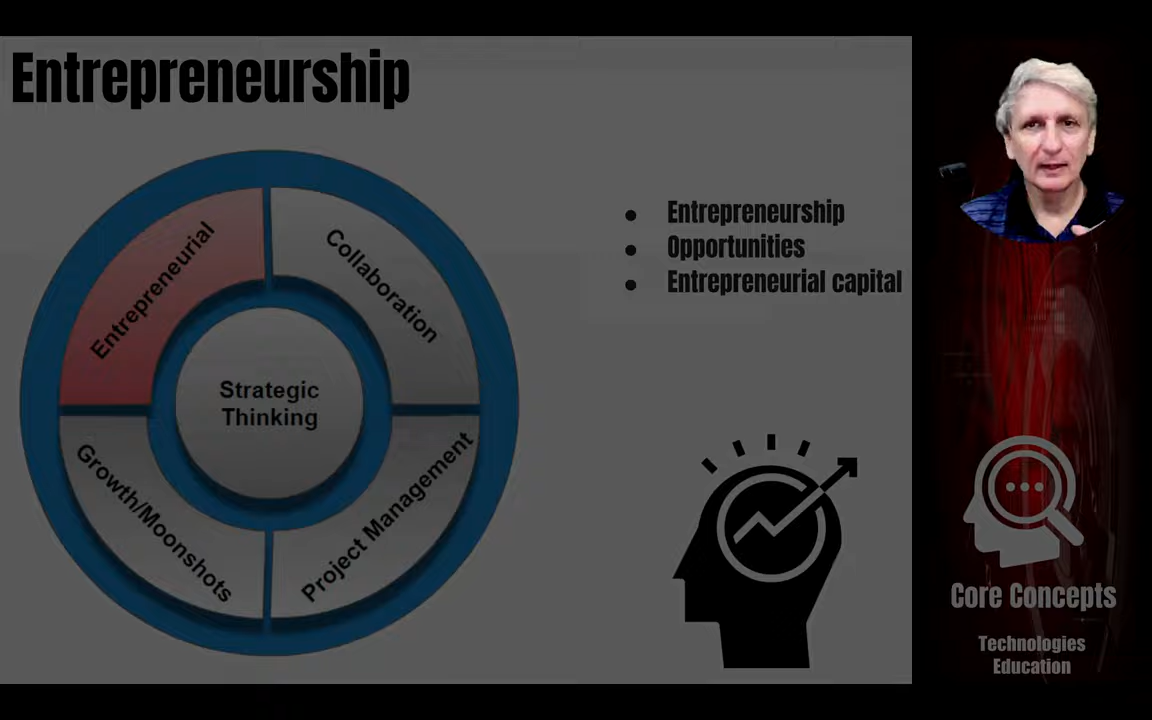 Entrepreneurship
Entrepreneurial
Collaboration
Strategic
Thinking
Growth/Moonshots
Project Management
● Entrepreneurship
● Opportunities
● Entrepreneurial capital
Core Concepts
Technologies
Education